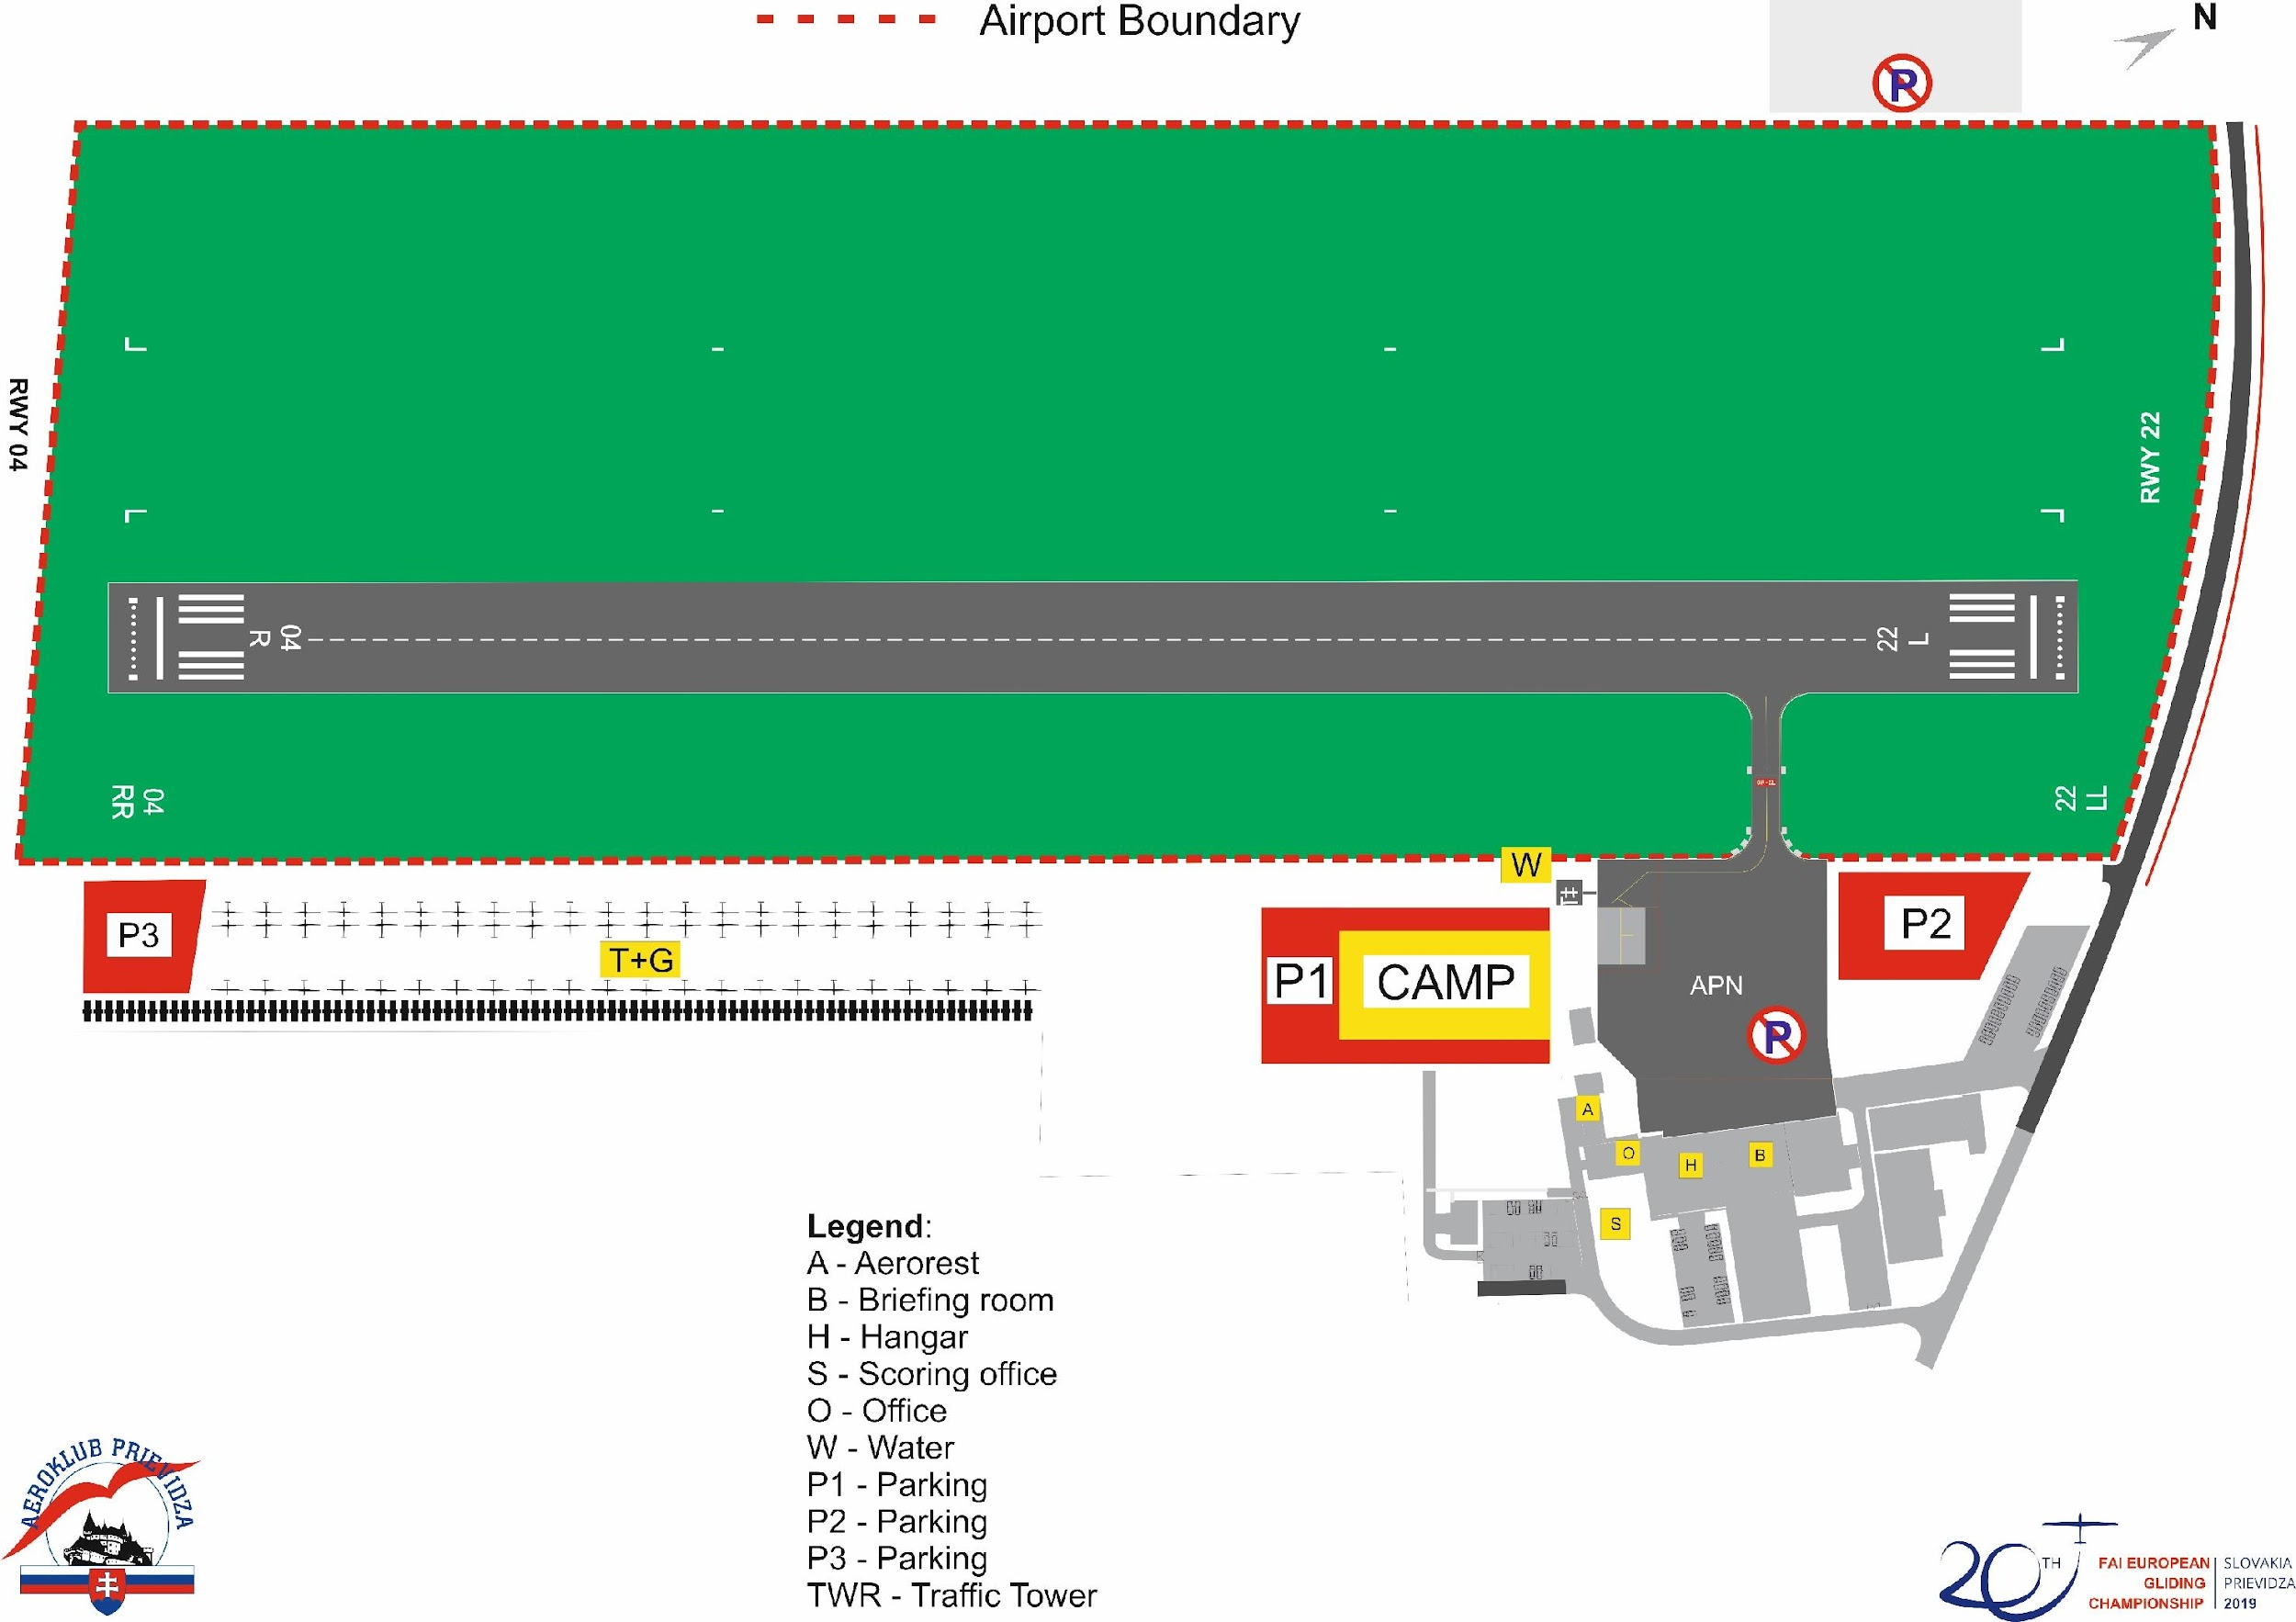 Airport Boundary
N
P
RWY 04
RWY 22
04
R
22
L
04
RR
22
LL
W
P3
T+G
P1
CAMP
APN
P
P2
A
O
H
B
S
Legend:
A - Aerorest
B - Briefing room
H - Hangar
S - Scoring office
O - Office
W - Water
P1 - Parking
P2 - Parking
P3 - Parking
TWR - Traffic Tower
AEROKLUB PRIEVIDZA
20TH
FAI EUROPEAN
GLIDING
CHAMPIONSHIP
SLOVAKIA
PRIEVIDZA
2019